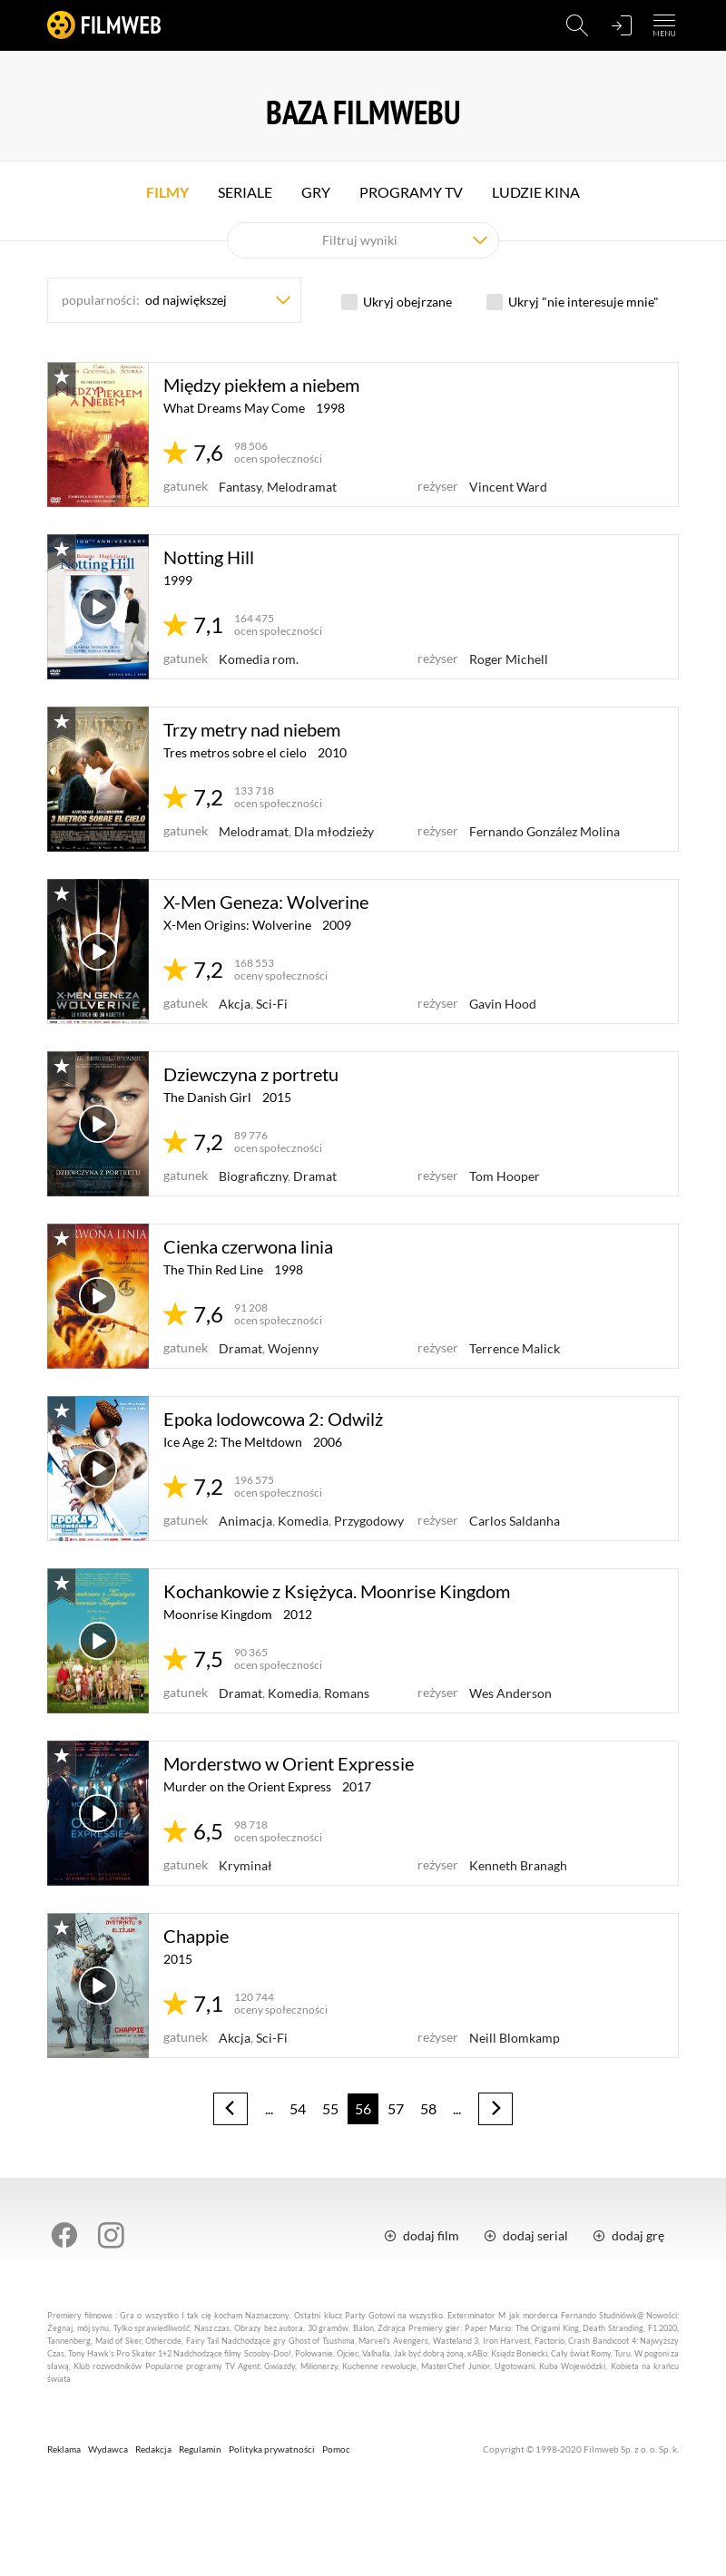 FILMWEB
MENU
BAZA FILMWEBU
FILMY SERIALE GRY PROGRAMY TV LUDZIE KINA
Filtruj wyniki
popularności: od największej Ukryj obejrzane Ukryj "nie interesuje mnie"
MIĘDZY PIEKŁEM A NIEBEM
Między piekłem a niebem
What Dreams May Come 1998
7,6 98 506
ocen społeczności
gatunek Fantasy, Melodramat reżyser Vincent Ward
Notting Hill
Notting Hill
1999
7,1 164 475
ocen społeczności
gatunek Komedia rom. reżyser Roger Michell
3 METROS SOBRE EL CIELO
Trzy metry nad niebem
Tres metros sobre el cielo 2010
7,2 133 718
ocen społeczności
gatunek Melodramat, Dla młodzieży reżyser Fernando González Molina
X-MEN GENEZA
WOLVERINE
X-Men Geneza: Wolverine
X-Men Origins: Wolverine 2009
7,2 168 553
oceny społeczności
gatunek Akcja, Sci-Fi reżyser Gavin Hood
DZIEWCZYNA Z PORTRETU
Dziewczyna z portretu
The Danish Girl 2015
7,2 89 776
ocen społeczności
gatunek Biograficzny, Dramat reżyser Tom Hooper
Cienka czerwona linia
The Thin Red Line 1998
7,6 91 208
ocen społeczności
gatunek Dramat, Wojenny reżyser Terrence Malick
EPOKA
Epoka lodowcowa 2: Odwilż
Ice Age 2: The Meltdown 2006
7,2 196 575
ocen społeczności
gatunek Animacja, Komedia, Przygodowy reżyser Carlos Saldanha
Kochankowie z Księżyca. Moonrise Kingdom
Moonrise Kingdom 2012
7,5 90 365
ocen społeczności
gatunek Dramat, Komedia, Romans reżyser Wes Anderson
Morderstwo w Orient Expressie
Murder on the Orient Express 2017
6,5 98 718
ocen społeczności
gatunek Kryminał reżyser Kenneth Branagh
CHAPPIE
Chappie
2015
7,1 120 744
oceny społeczności
gatunek Akcja, Sci-Fi reżyser Neill Blomkamp
... 54 55 56 57 58 ...
dodaj film dodaj serial dodaj grę
Premiery filmowe : Gra o wszystko I tak cię kocham Naznaczony: Ostatni klucz Party Gotowi na wszystko. Exterminator M jak morderca Fernando Studniówk@ Nowości:
Żegnaj, mój synu, Tylko sprawiedliwość, Nasz czas, Obrazy bez autora, 30 gramów, Balon, Zdrajca Premiery gier: Paper Mario: The Origami King, Death Stranding, F1 2020,
Tannenberg, Maid of Sker, Othercide, Fairy Tail Nadchodzące gry Ghost of Tsushima, Marvel's Avengers, Wasteland 3, Iron Harvest, Factorio, Crash Bandicoot 4: Najwyższy
Czas, Tony Hawk's Pro Skater 1+2 Nadchodzące filmy Scooby-Doo!, Polowanie, Ojciec, Valhalla, Jak być dobrą żoną, xABo: Ksiądz Boniecki, Cały świat Romy, Turu. W pogoni za
sławą, Klub rozwodników Popularne programy TV Agent: Gwiazdy, Milionerzy, Kuchenne rewolucje, MasterChef Junior, Ugotowani, Kuba Wojewódzki, Kobieta na krańcu
świata
Reklama Wydawca Redakcja Regulamin Polityka prywatności Pomoc Copyright © 1998-2020 Filmweb Sp. z o. o. Sp. k.